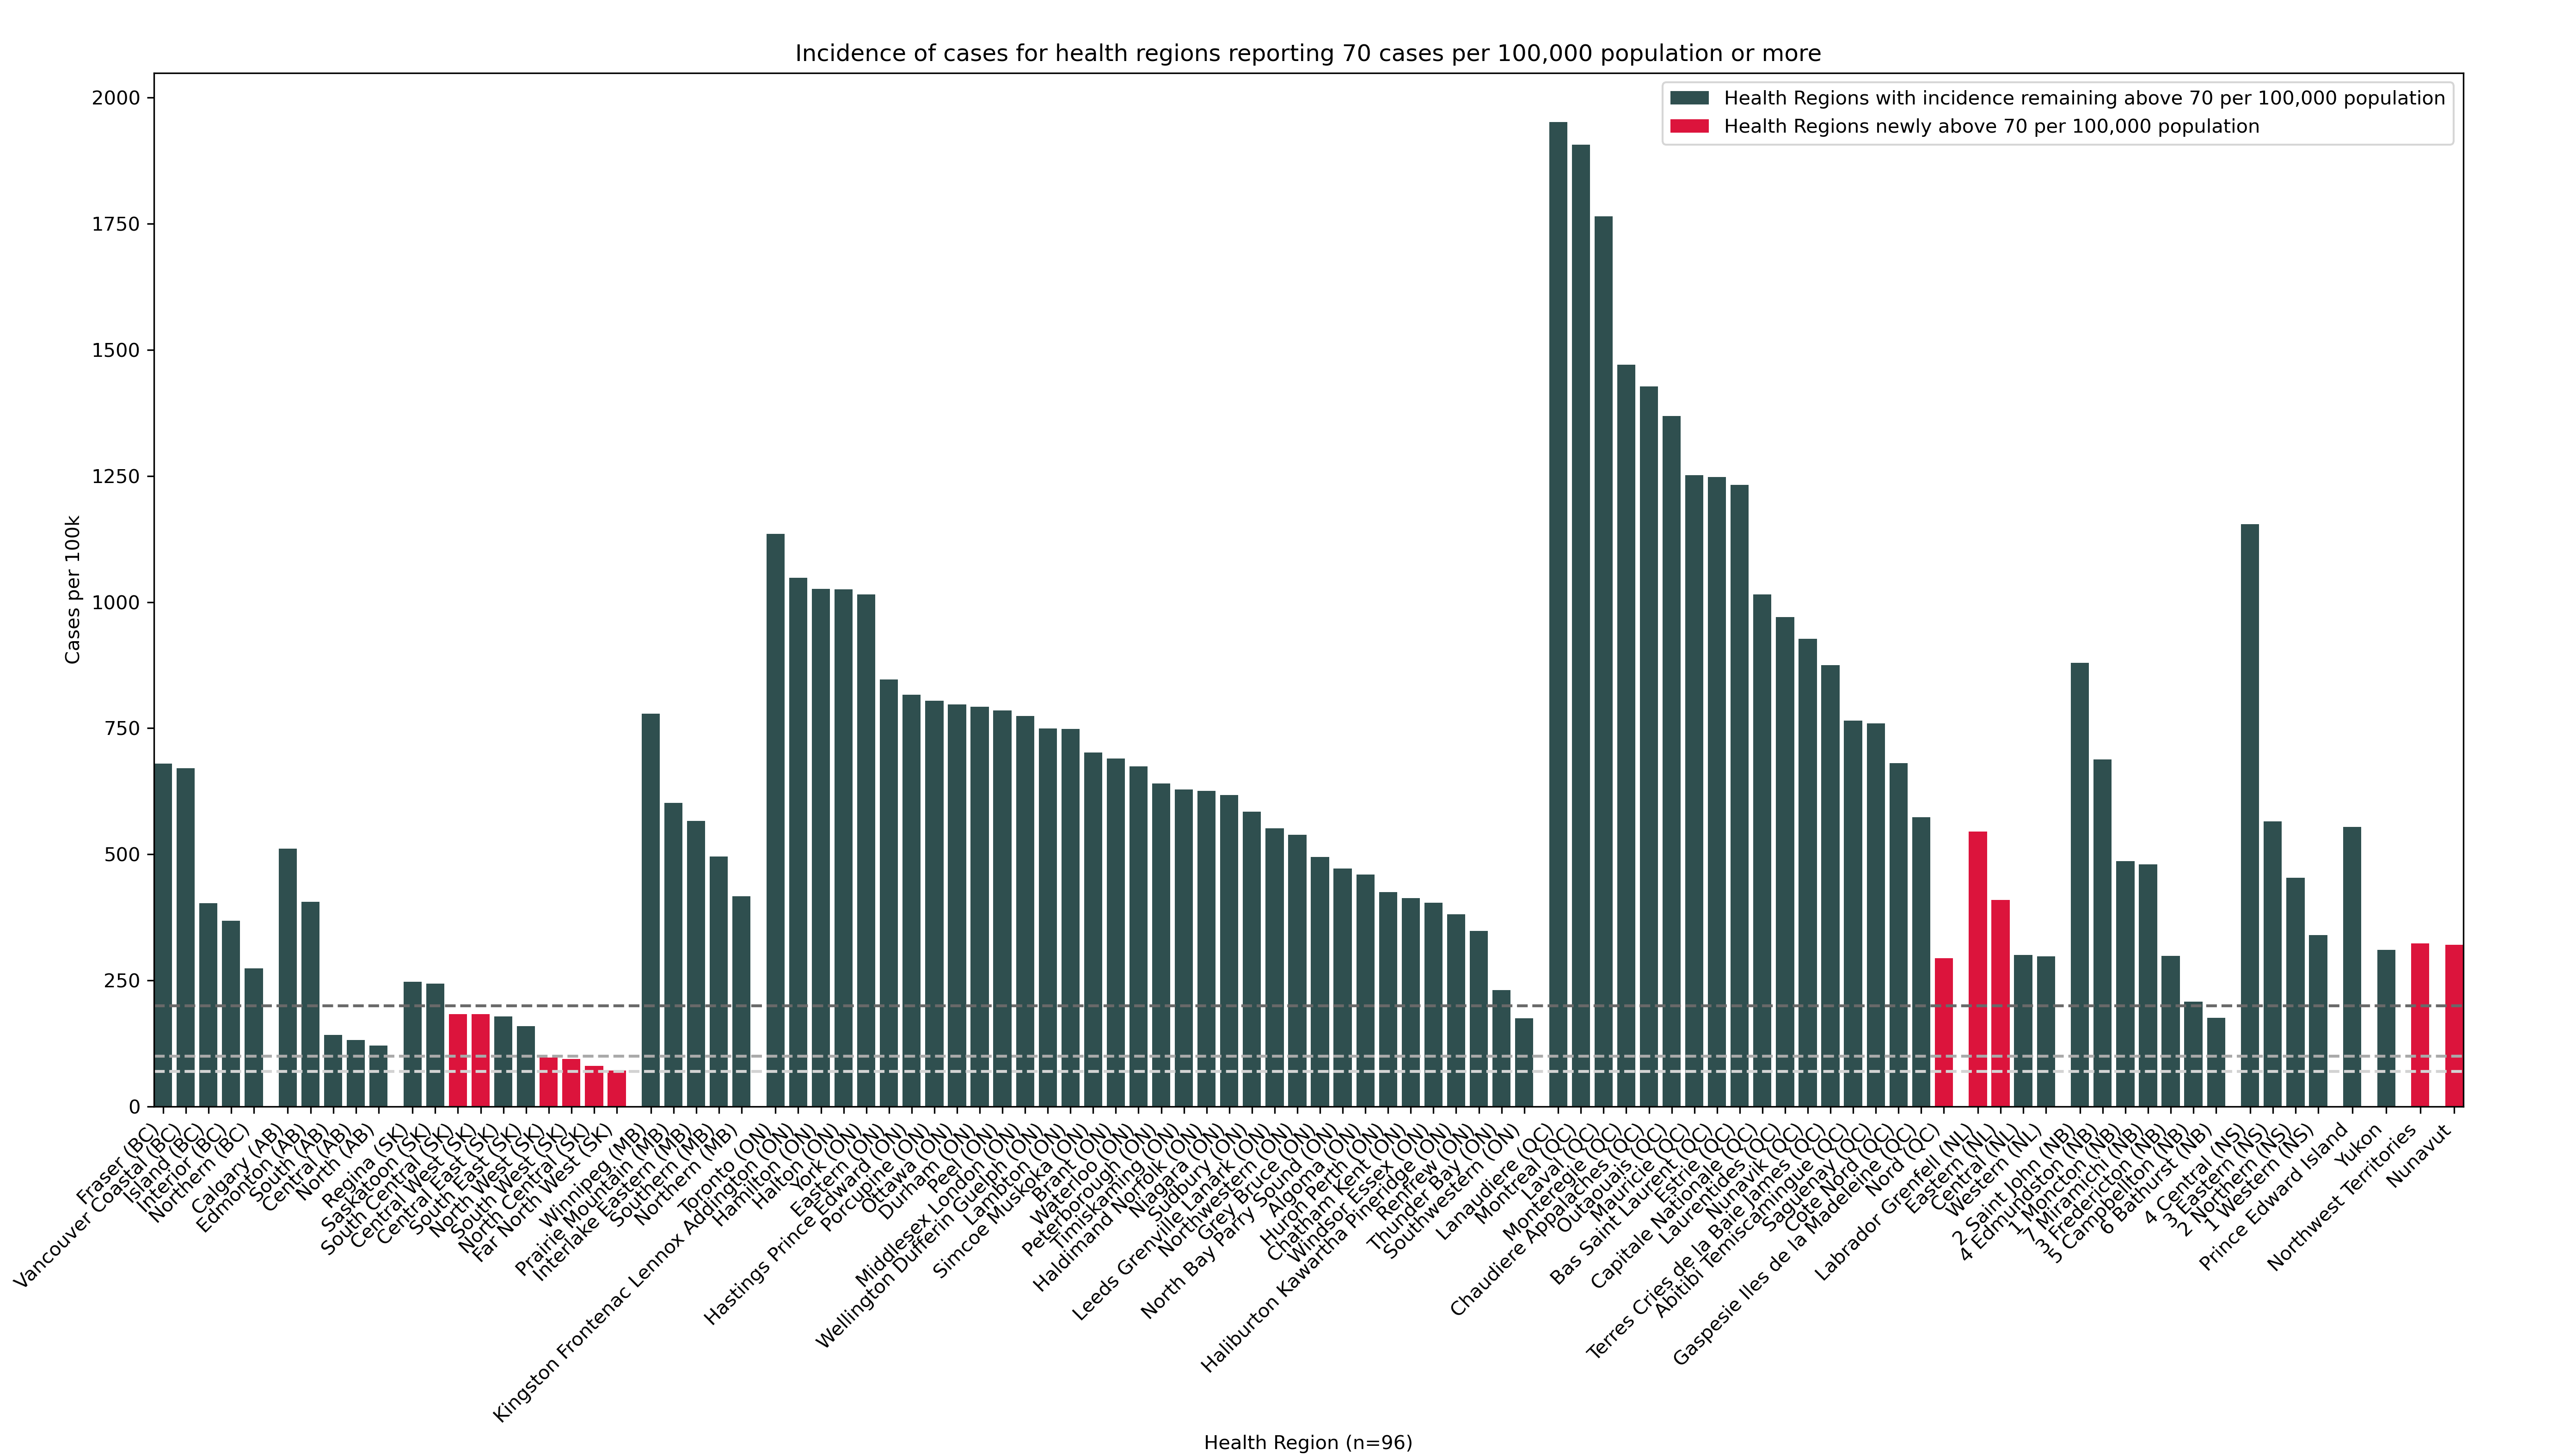 Incidence of cases for health regions reporting 70 cases per 100,000 population or more
Health Regions with incidence remaining above 70 per 100,000 population
Health Regions newly above 70 per 100,000 population
Cases per 100k
2000
1750
1500
1250
1000
750
500
250
0
Fraser (BC)
Vancouver Coastal (BC)
Island (BC)
Interior (BC)
Northern (BC)
Calgary (AB)
Edmonton (AB)
South (AB)
Central (AB)
North (AB)
Regina (SK)
Saskatoon (SK)
South Central (SK)
Central West (SK)
Central East (SK)
South East (SK)
North West (SK)
South West (SK)
North Central (SK)
Far North West (SK)
Winnipeg (MB)
Prairie Mountain (MB)
Interlake Eastern (MB)
Southern (MB)
Northern (MB)
Toronto (ON)
Kingston Frontenac Lennox Addington (ON)
Hamilton (ON)
Halton (ON)
York (ON)
Eastern (ON)
Hastings Prince Edward (ON)
Porcupine (ON)
Ottawa (ON)
Durham (ON)
Peel (ON)
Middlesex London (ON)
Wellington Dufferin Guelph (ON)
Lambton (ON)
Simcoe Muskoka (ON)
Brant (ON)
Waterloo (ON)
Peterborough (ON)
Timiskaming (ON)
Haldimand Norfolk (ON)
Niagara (ON)
Sudbury (ON)
Leeds Grenville Lanark (ON)
Northwestern (ON)
Grey Bruce (ON)
North Bay Parry Sound (ON)
Algoma (ON)
Huron Perth (ON)
Chatham Kent (ON)
Windsor Essex (ON)
Haliburton Kawartha Pineridge (ON)
Renfrew (ON)
Thunder Bay (ON)
Southwestern (ON)
Lanaudiere (QC)
Montreal (QC)
Laval (QC)
Monteregie (QC)
Chaudiere Appalaches (QC)
Outaouais (QC)
Mauricie (QC)
Bas Saint Laurent (QC)
Estrie (QC)
Capitale Nationale (QC)
Laurentides (QC)
Nunavik (QC)
Terres Cries de la Baie James (QC)
Abitibi Temiscamingue (QC)
Saguenay (QC)
Cote Nord (QC)
Gaspesie Iles de la Madeleine (QC)
Nord (QC)
Labrador Grenfell (NL)
Eastern (NL)
Central (NL)
Western (NL)
2 Saint John (NB)
4 Edmundston (NB)
1 Moncton (NB)
7 Miramichi (NB)
3 Fredericton (NB)
5 Campbellton (NB)
6 Bathurst (NB)
4 Central (NS)
3 Eastern (NS)
2 Northern (NS)
1 Western (NS)
Prince Edward Island
Yukon
Northwest Territories
Nunavut
Health Region (n=96)